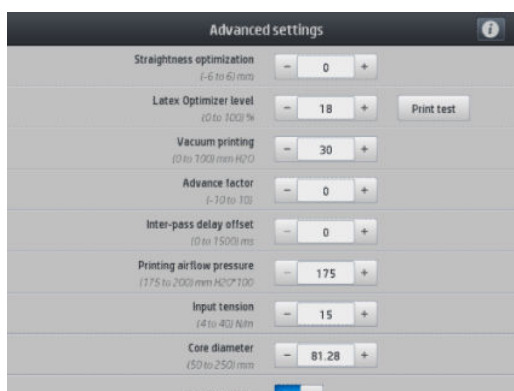 Advanced settings
Straightness optimization
(-6 to 6) mm
- 0 +
Latex Optimizer level
(0 to 100) %
- 18 +
Print test
Vacuum printing
(0 to 100) mm H2O
- 30 +
Advance factor
(-10 to 10)
- 0 +
Inter-pass delay offset
(0 to 1500) ms
- 0 +
Printing airflow pressure
(175 to 200) mm H2O*100
- 175 +
Input tension
(4 to 40) N/m
- 15 +
Core diameter
(50 to 250) mm
- 81.28 +